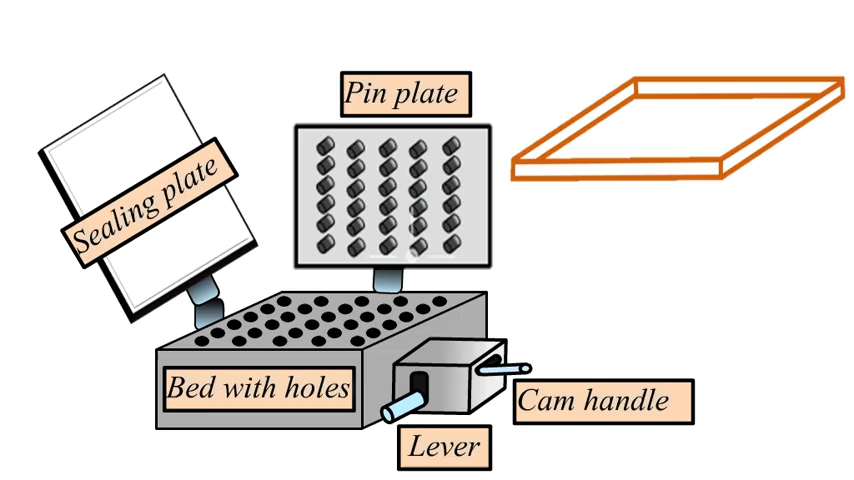 Pin plate
Sealing plate
Bed with holes
Cam handle
Lever